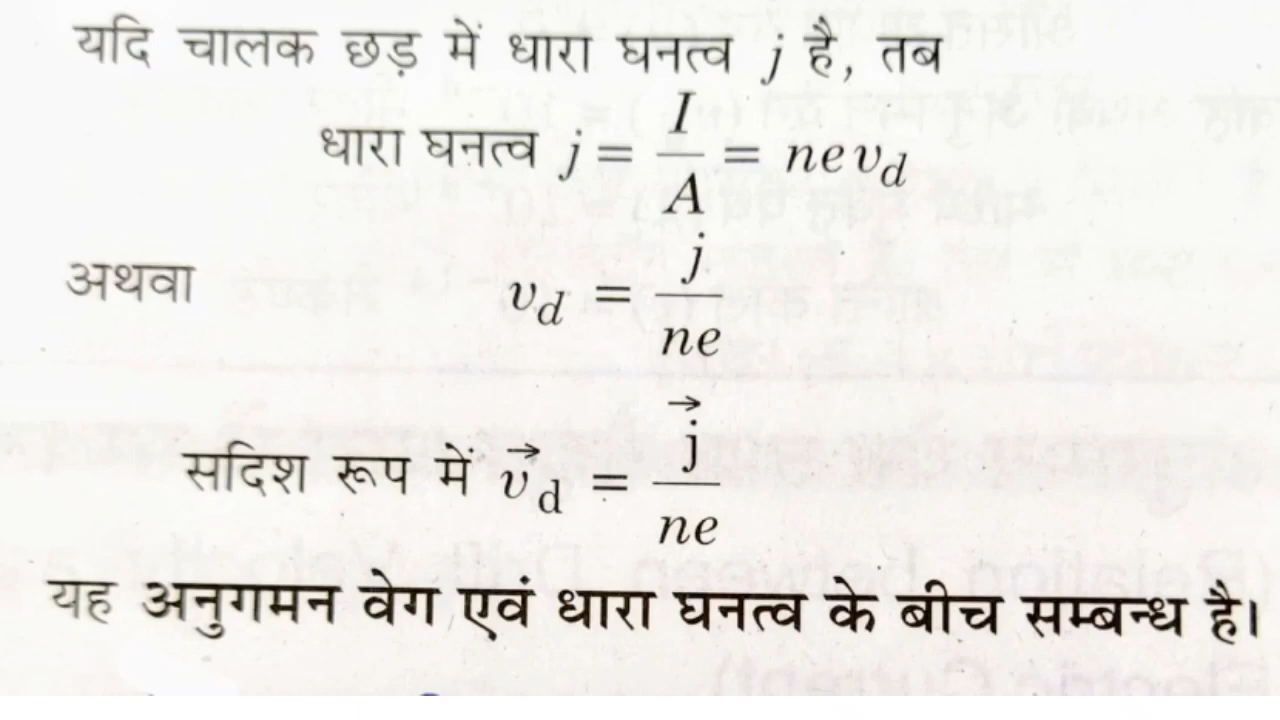 यदि चालक छड़ में धारा घनत्व j है, तब
धारा घनत्व j = I/A = nev_d
अथवा v_d = j/ne
सदिश रूप में v⃗_d = j⃗/ne
यह अनुगमन वेग एवं धारा घनत्व के बीच सम्बन्ध है।